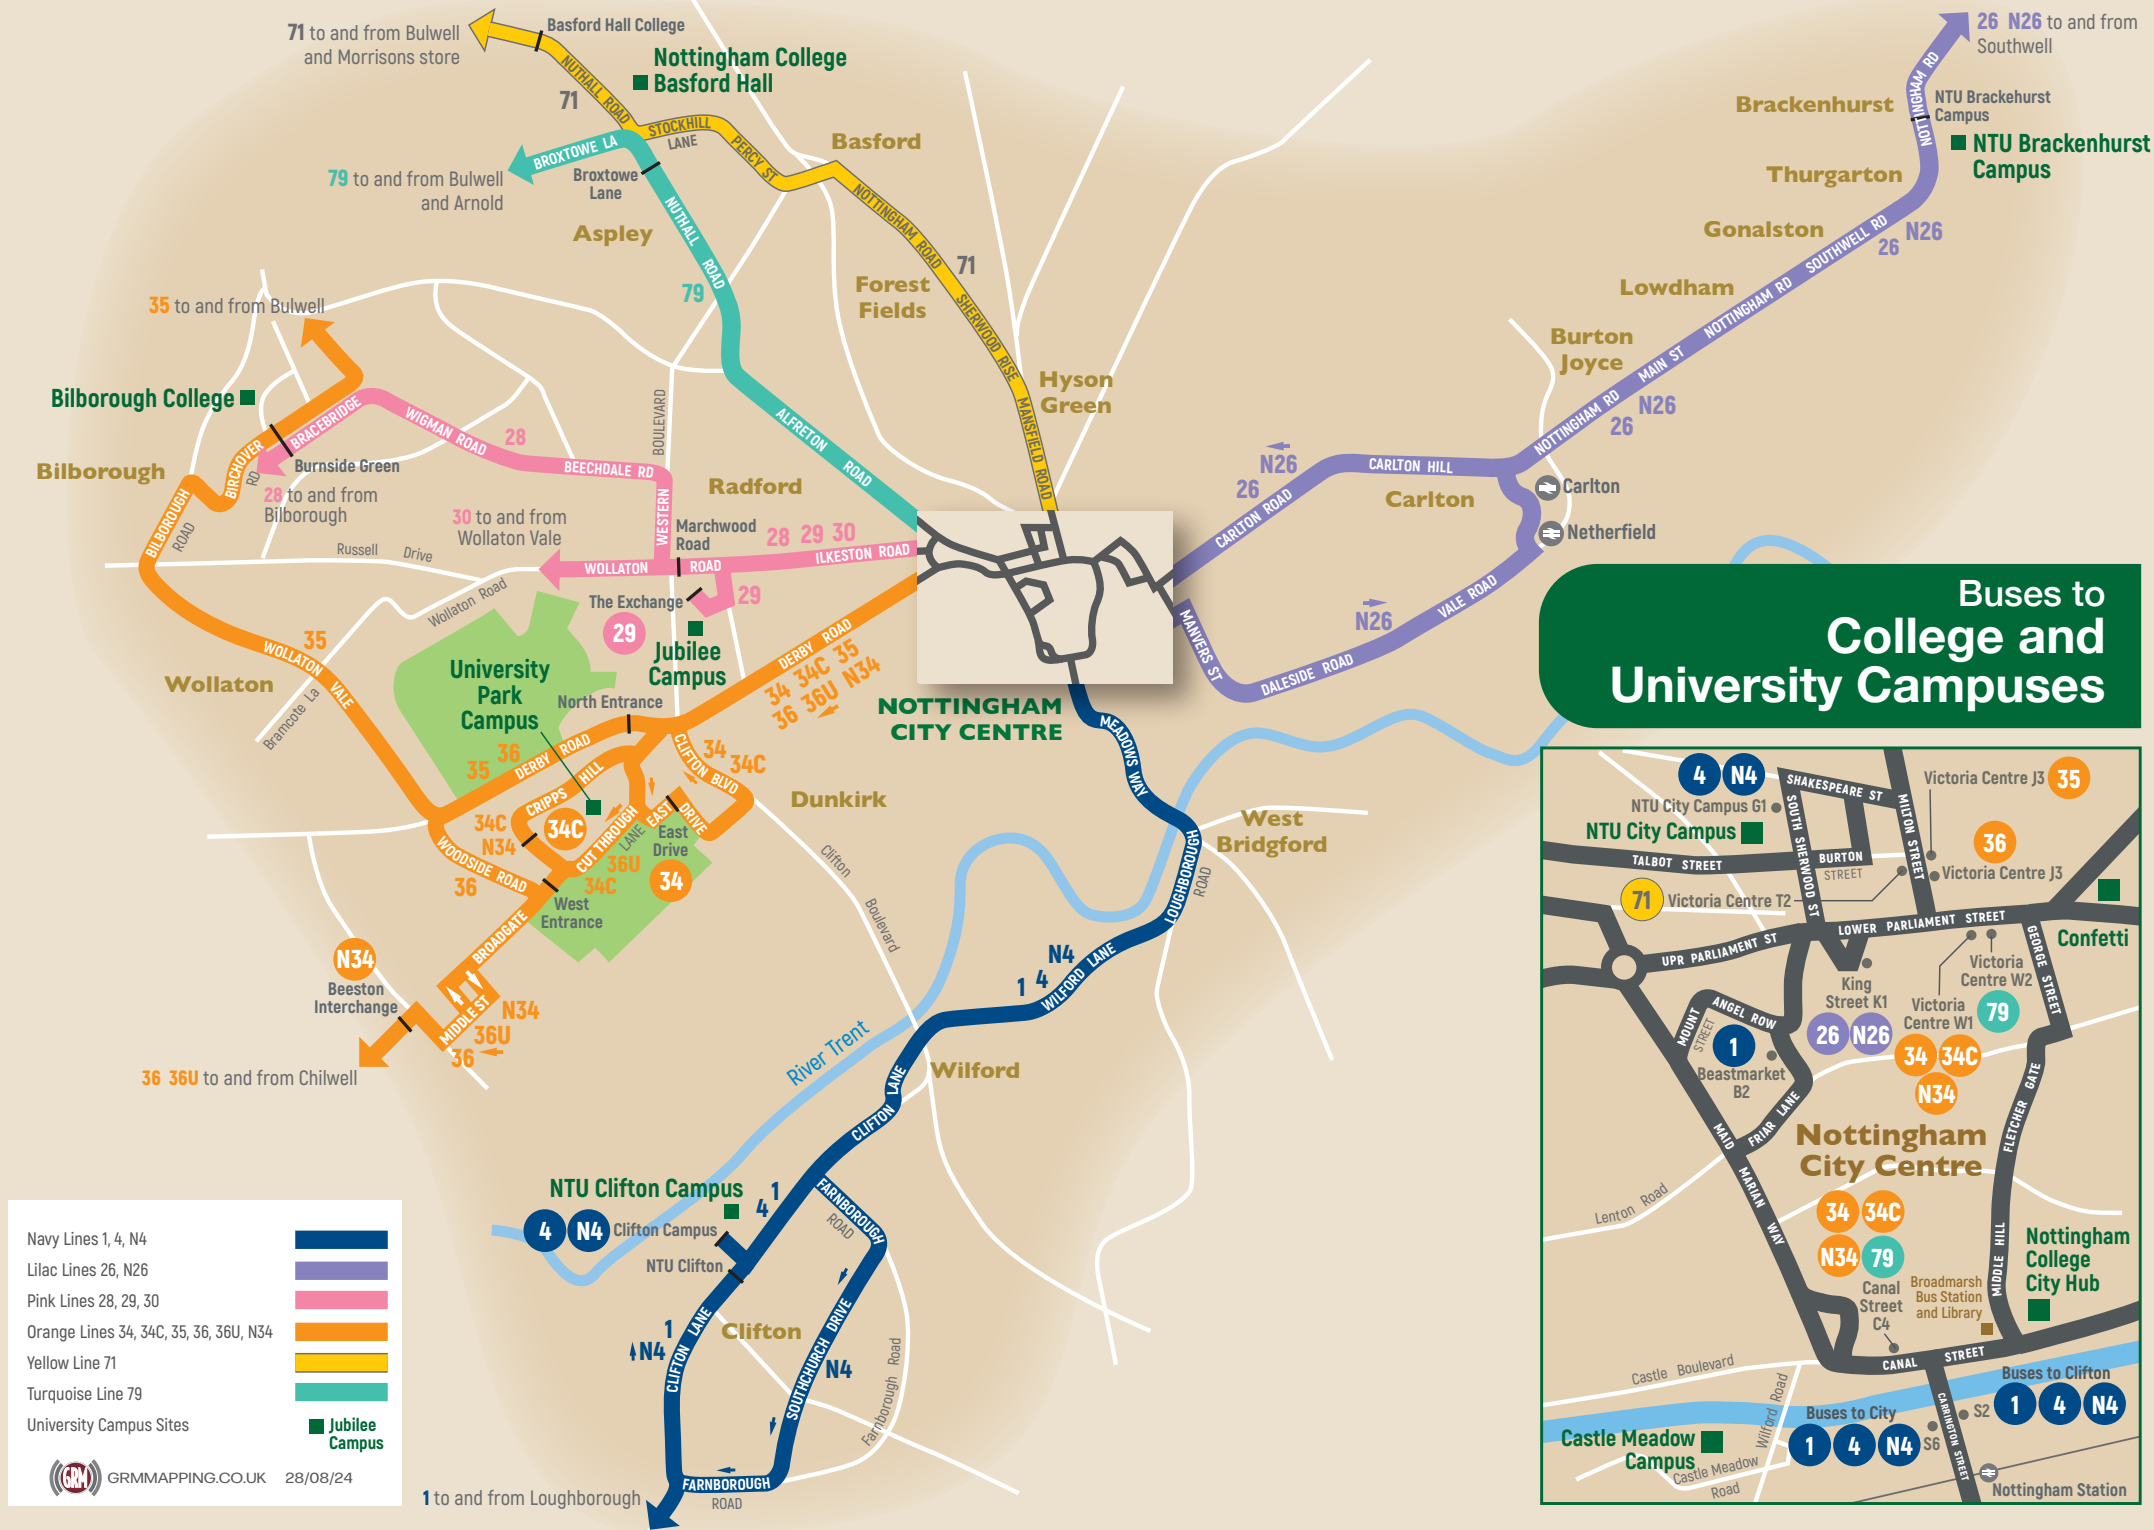 71 to and from Bulwell
and Morrisons store
Basford Hall College
Nottingham College
Basford Hall
NUTHALL ROAD
71
STOCKHILL
LANE
PERCY ST
BROXTOWE LA
Broxtowe
Lane
79 to and from Bulwell
and Arnold
Basford
Aspley
NUTHALL ROAD
79
NOTTINGHAM ROAD
71
Forest
Fields
SHERWOOD RISE
Hyson
Green
MANSFIELD ROAD
26 N26 to and from
Southwell
NOTTINGHAM RD
NTU Brackehurst
Campus
Brackenhurst
NTU Brackenhurst
Campus
Thurgarton
Gonalston
SOUTHWELL RD
26 N26
Lowdham
NOTTINGHAM RD
Burton
Joyce
MAIN ST
N26
NOTTINGHAM RD
26
N26
26
CARLTON ROAD
CARLTON HILL
Carlton
Carlton
Netherfield
VALE ROAD
N26
DALESIDE ROAD
MANVERS ST
35 to and from Bulwell
Bilborough College
Bilborough
BIRCHOVER
RD
BRACEBRIDGE
Burnside Green
28 to and from
Bilborough
WIGMAN ROAD
28
BEECHDALE RD
BOULEVARD
WESTERN
Radford
ALFRETON ROAD
30 to and from
Wollaton Vale
Marchwood
Road
28 29 30
ILKESTON ROAD
WOLLATON ROAD
BILBOROUGH
ROAD
Russell Drive
Wollaton Road
The Exchange
29
29
Jubilee
Campus
University
Park
Campus
North Entrance
35
WOLLATON VALE
Wollaton
Bramcote La
DERBY ROAD
34 34C 35
36 36U N34
NOTTINGHAM
CITY CENTRE
35 36
DERBY ROAD
CLIFTON BLVD
34
34C
CRIPPS HILL
34C
34C
N34
CUT THROUGH
LANE
EAST DRIVE
East
Drive
34
36U
34C
Dunkirk
WOODSIDE ROAD
36
West
Entrance
BROADGATE
N34
Beeston
Interchange
MIDDLE ST
N34
36U
36
36 36U to and from Chilwell
Clifton Boulevard
MEADOWS WAY
West
Bridgford
LOUGHBOROUGH
ROAD
N4
1 4
WILFORD LANE
River Trent
Wilford
CLIFTON LANE
NTU Clifton Campus
4 N4 Clifton Campus
NTU Clifton
1
4
FARNBOROUGH
ROAD
Clifton
CLIFTON LANE
1
N4
SOUTHCHURCH DRIVE
N4
Farnborough Road
FARNBOROUGH
ROAD
1 to and from Loughborough
Navy Lines 1, 4, N4
Lilac Lines 26, N26
Pink Lines 28, 29, 30
Orange Lines 34, 34C, 35, 36, 36U, N34
Yellow Line 71
Turquoise Line 79
University Campus Sites
Jubilee
Campus
GRM
GRMMAPPING.CO.UK 28/08/24
Buses to
College and
University Campuses
4 N4
NTU City Campus G1
NTU City Campus
SHAKESPEARE ST
SOUTH SHERWOOD ST
MILTON STREET
Victoria Centre J3 35
36
Victoria Centre J3
TALBOT STREET
BURTON
STREET
71 Victoria Centre T2
LOWER PARLIAMENT STREET
UPR PARLIAMENT ST
Confetti
GEORGE STREET
King
Street K1
26 N26
Victoria
Centre W2
79
Victoria
Centre W1
34 34C
N34
MOUNT
STREET
ANGEL ROW
1
Beastmarket
B2
FRIAR LANE
MAID MARIAN WAY
Nottingham
City Centre
FLETCHER GATE
Lenton Road
34 34C
N34 79
Canal
Street
C4
Broadmarsh
Bus Station
and Library
MIDDLE HILL
Nottingham
College
City Hub
CANAL STREET
Castle Boulevard
Wilford Road
Buses to Clifton
1 4 N4
S2
Buses to City
1 4 N4
S6
CARRINGTON STREET
Castle Meadow
Campus
Castle Meadow
Road
Nottingham Station